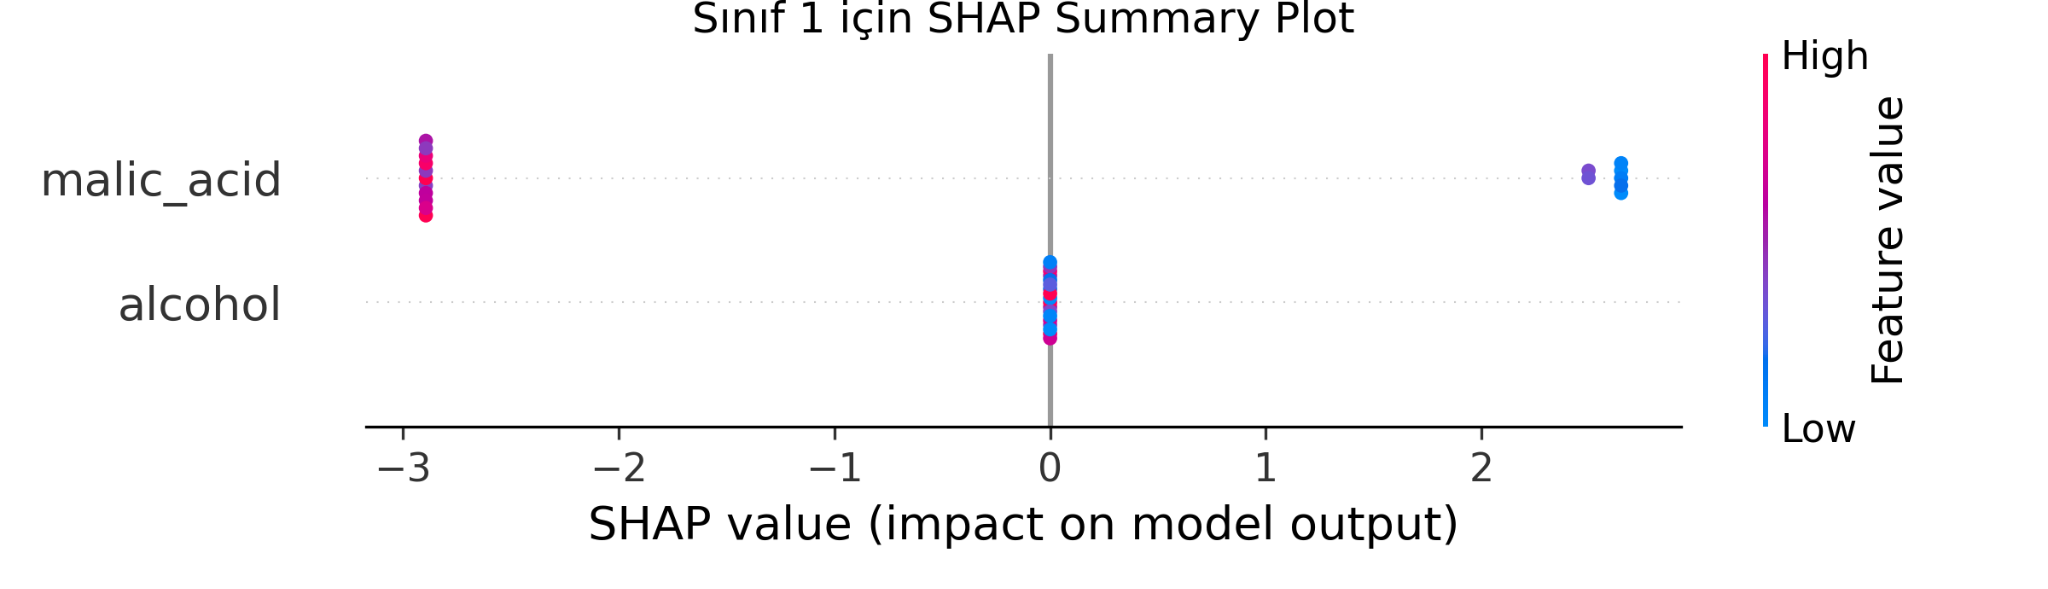 Sınıf 1 için SHAP Summary Plot
High
malic_acid
alcohol
Feature value
Low
−3 −2 −1 0 1 2
SHAP value (impact on model output)